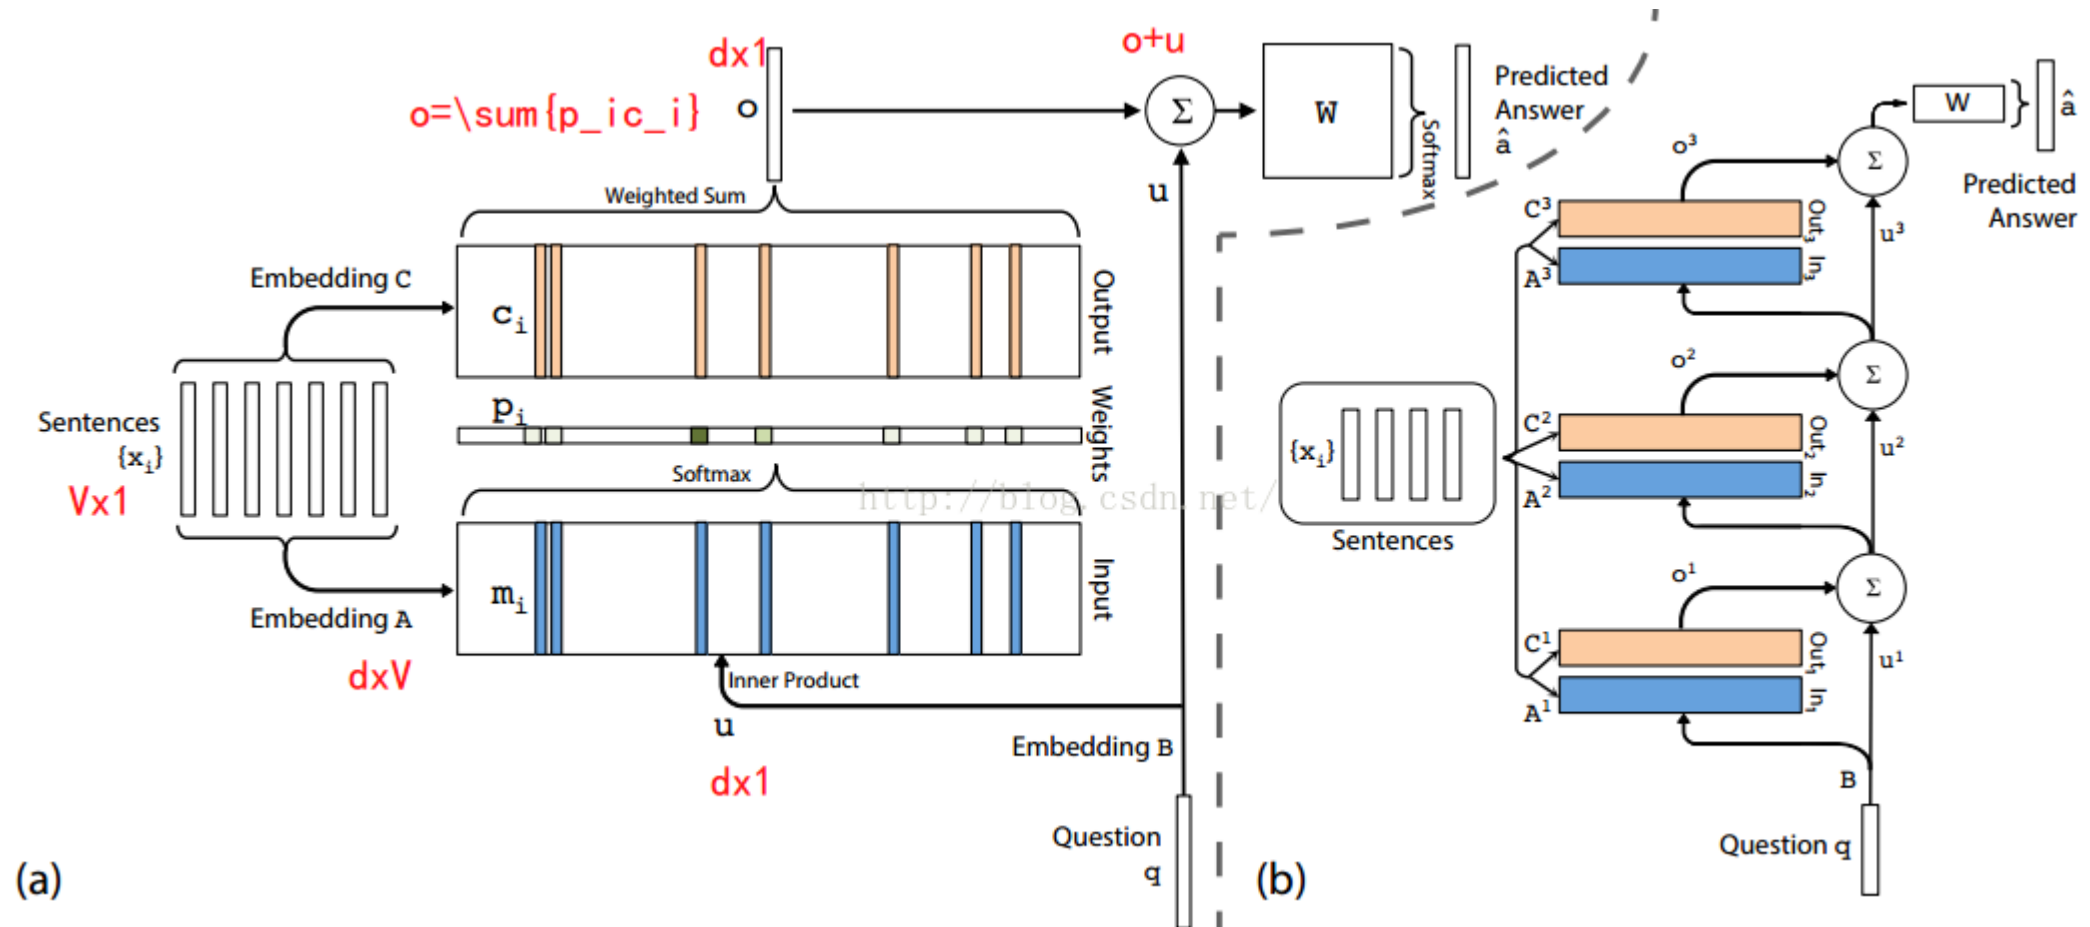 dx1
o=\sum{p_ic_i}
o
o+u
Σ
W
Softmax
Predicted
Answer
â
u
Weighted Sum
Embedding C
c_i
Output
Sentences
{x_i}
Vx1
p_i
Weights
Softmax
http://blog.csdn.net/
m_i
Input
Embedding A
dxV
Inner Product
u
dx1
Embedding B
Question
q
(a)
W
â
Predicted
Answer
Σ
o³
C³
Out₃
A³
In₃
u³
Σ
o²
C²
Out₂
A²
In₂
u²
{x_i}
Sentences
Σ
o¹
C¹
Out₁
A¹
In₁
u¹
B
Question q
(b)